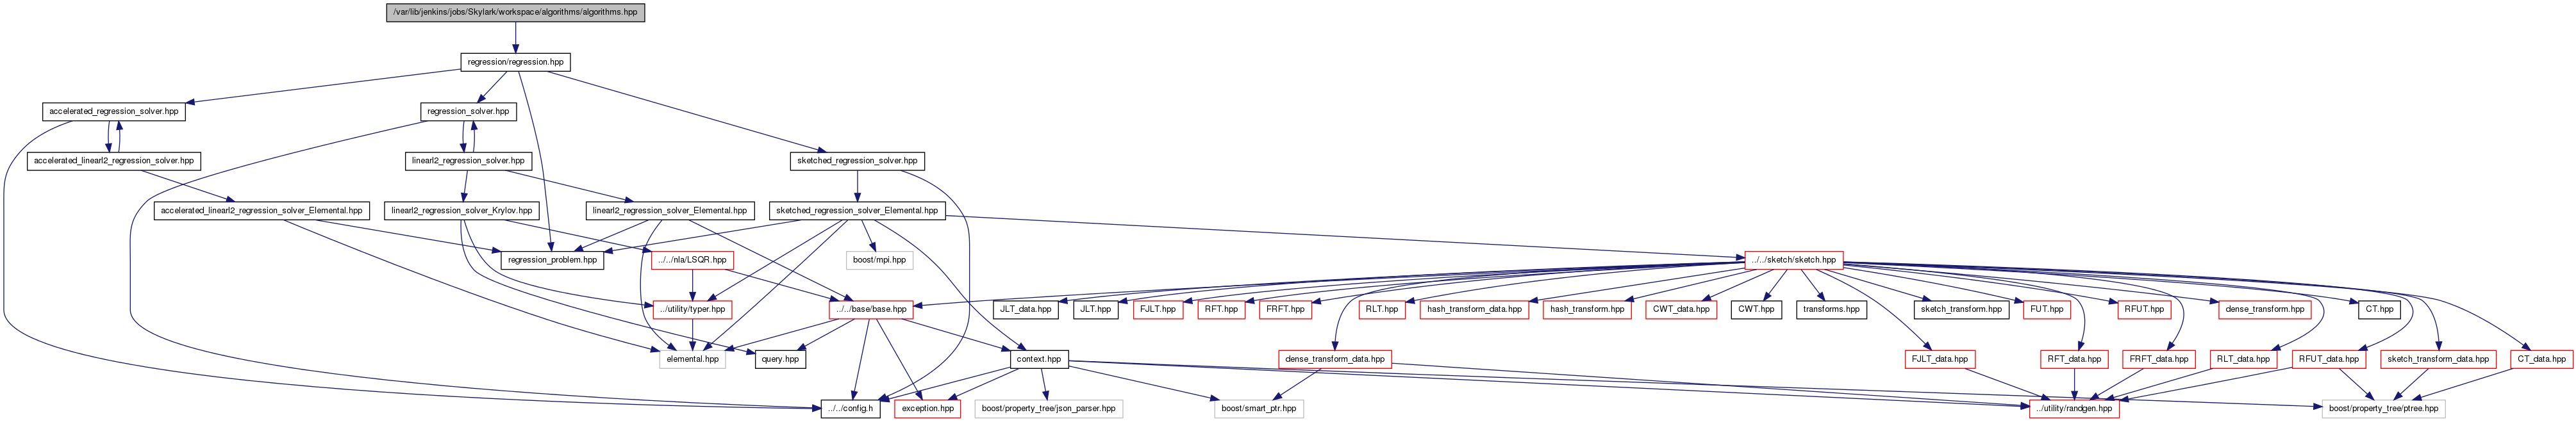 /var/lib/jenkins/jobs/Skylark/workspace/algorithms/algorithms.hpp
regression/regression.hpp
accelerated_regression_solver.hpp
regression_solver.hpp
accelerated_linearl2_regression_solver.hpp
linearl2_regression_solver.hpp
sketched_regression_solver.hpp
accelerated_linearl2_regression_solver_Elemental.hpp
linearl2_regression_solver_Krylov.hpp
linearl2_regression_solver_Elemental.hpp
sketched_regression_solver_Elemental.hpp
regression_problem.hpp
../../nla/LSQR.hpp
boost/mpi.hpp
../../sketch/sketch.hpp
../utility/typer.hpp
../../base/base.hpp
JLT_data.hpp
JLT.hpp
FJLT.hpp
RFT.hpp
FRFT.hpp
RLT.hpp
hash_transform_data.hpp
hash_transform.hpp
CWT_data.hpp
CWT.hpp
transforms.hpp
sketch_transform.hpp
FUT.hpp
RFUT.hpp
dense_transform.hpp
CT.hpp
elemental.hpp
query.hpp
context.hpp
dense_transform_data.hpp
FJLT_data.hpp
RFT_data.hpp
FRFT_data.hpp
RLT_data.hpp
RFUT_data.hpp
sketch_transform_data.hpp
CT_data.hpp
../../config.h
exception.hpp
boost/property_tree/json_parser.hpp
boost/smart_ptr.hpp
../utility/randgen.hpp
boost/property_tree/ptree.hpp